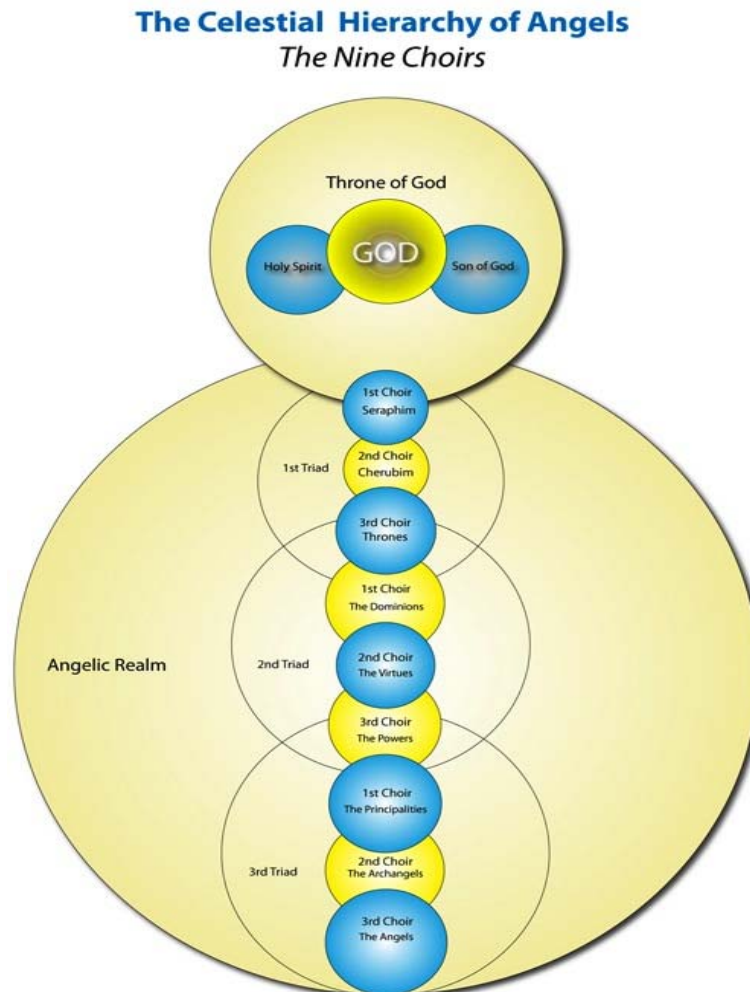 The Celestial Hierarchy of Angels
The Nine Choirs
Throne of God
GOD
Holy Spirit
Son of God
1st Choir
Seraphim
1st Triad
2nd Choir
Cherubim
3rd Choir
Thrones
1st Choir
The Dominions
Angelic Realm
2nd Triad
2nd Choir
The Virtues
3rd Choir
The Powers
1st Choir
The Principalities
3rd Triad
2nd Choir
The Archangels
3rd Choir
The Angels